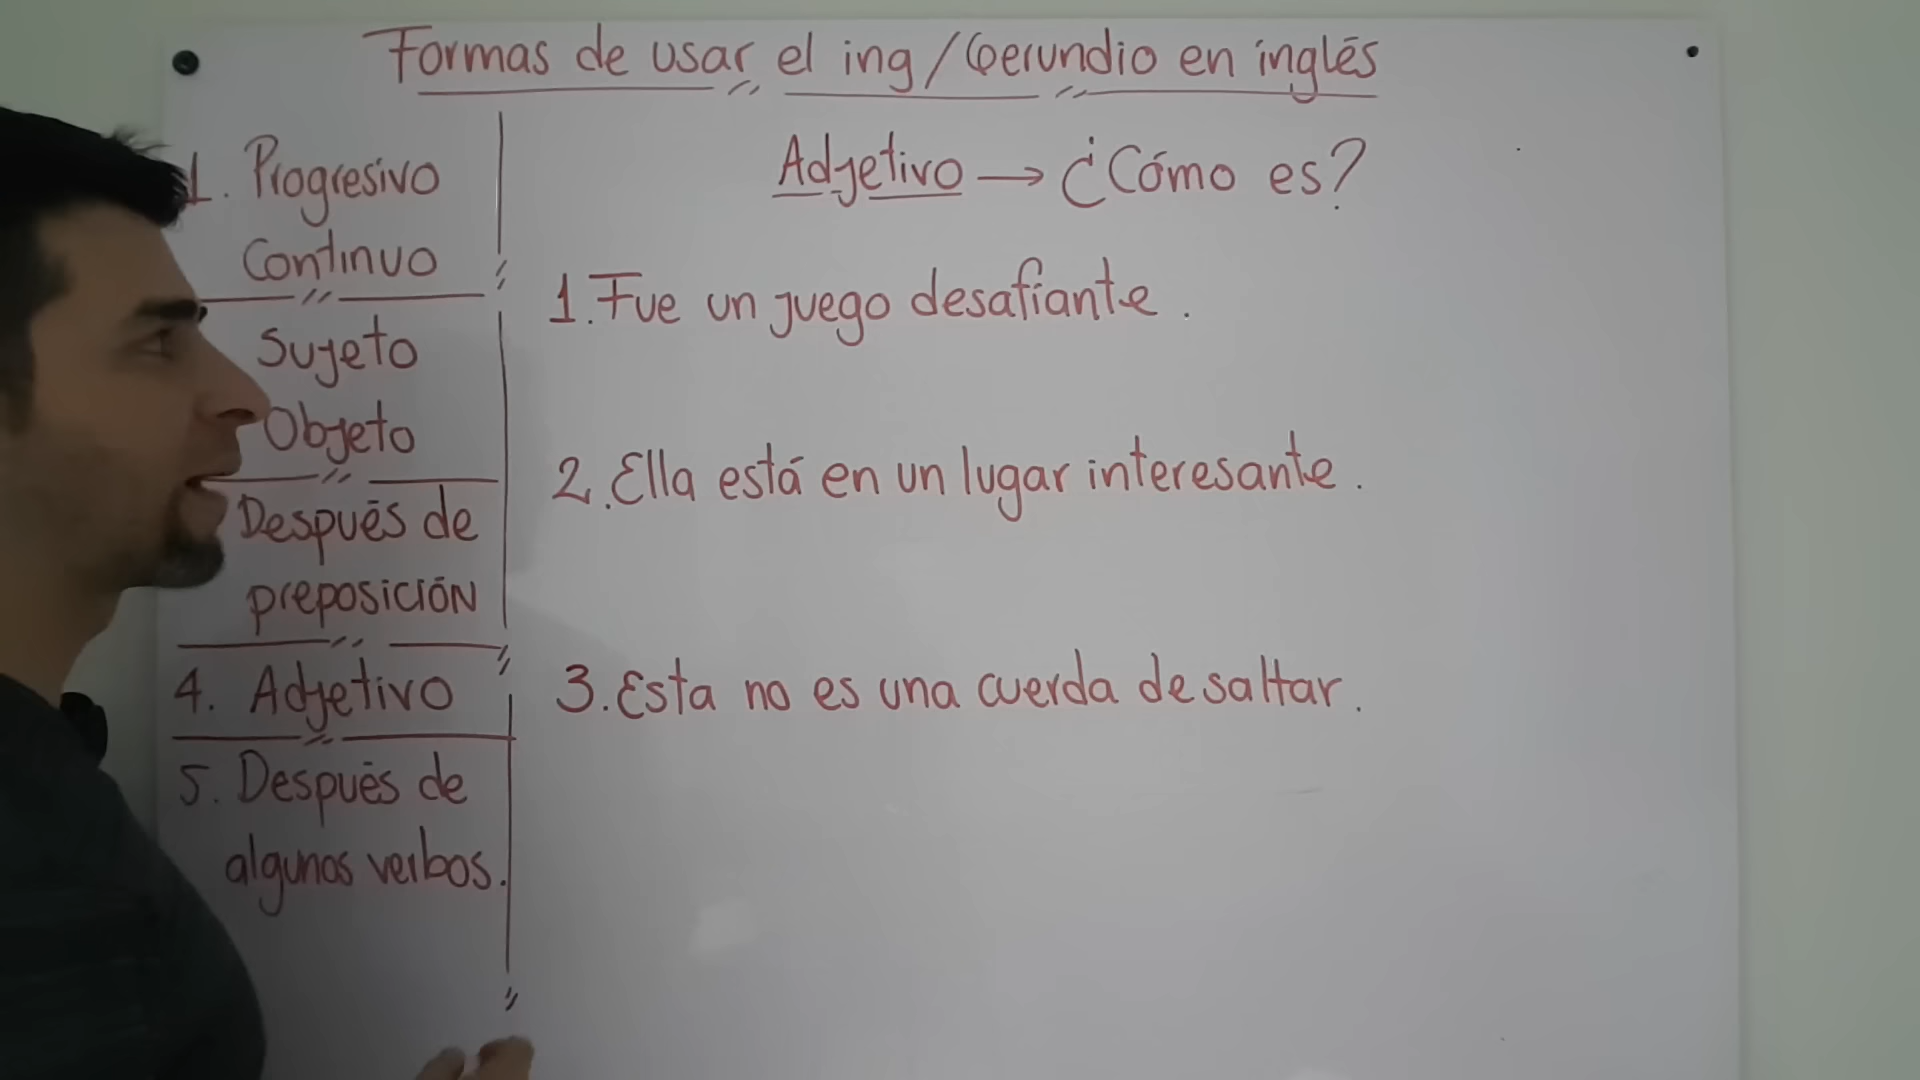 Formas de usar el ing/Gerundio en inglés
1. Progresivo
Continuo
Sujeto
Objeto
Después de
preposición
4. Adjetivo
5. Después de
algunos verbos.
Adjetivo → ¿Cómo es?
1. Fue un juego desafiante.
2. Ella está en un lugar interesante.
3. Esta no es una cuerda de saltar.